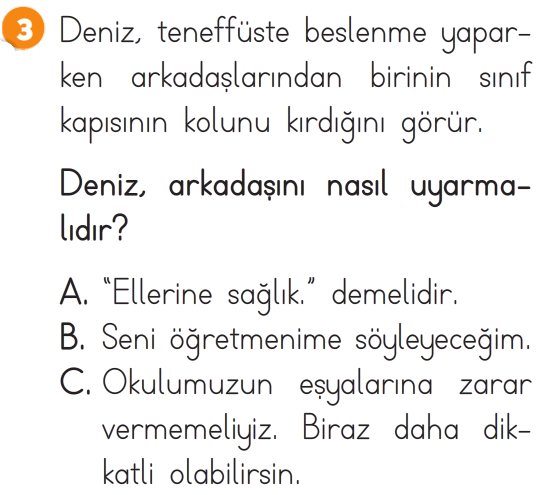 3 Deniz, teneffüste beslenme yapar-
ken arkadaşlarından birinin sınıf
kapısının kolunu kırdığını görür.
Deniz, arkadaşını nasıl uyarma-
lıdır?
A. “Ellerine sağlık.” demelidir.
B. Seni öğretmenime söyleyeceğim.
C. Okulumuzun eşyalarına zarar
vermemeliyiz. Biraz daha dik-
katli olabilirsin.